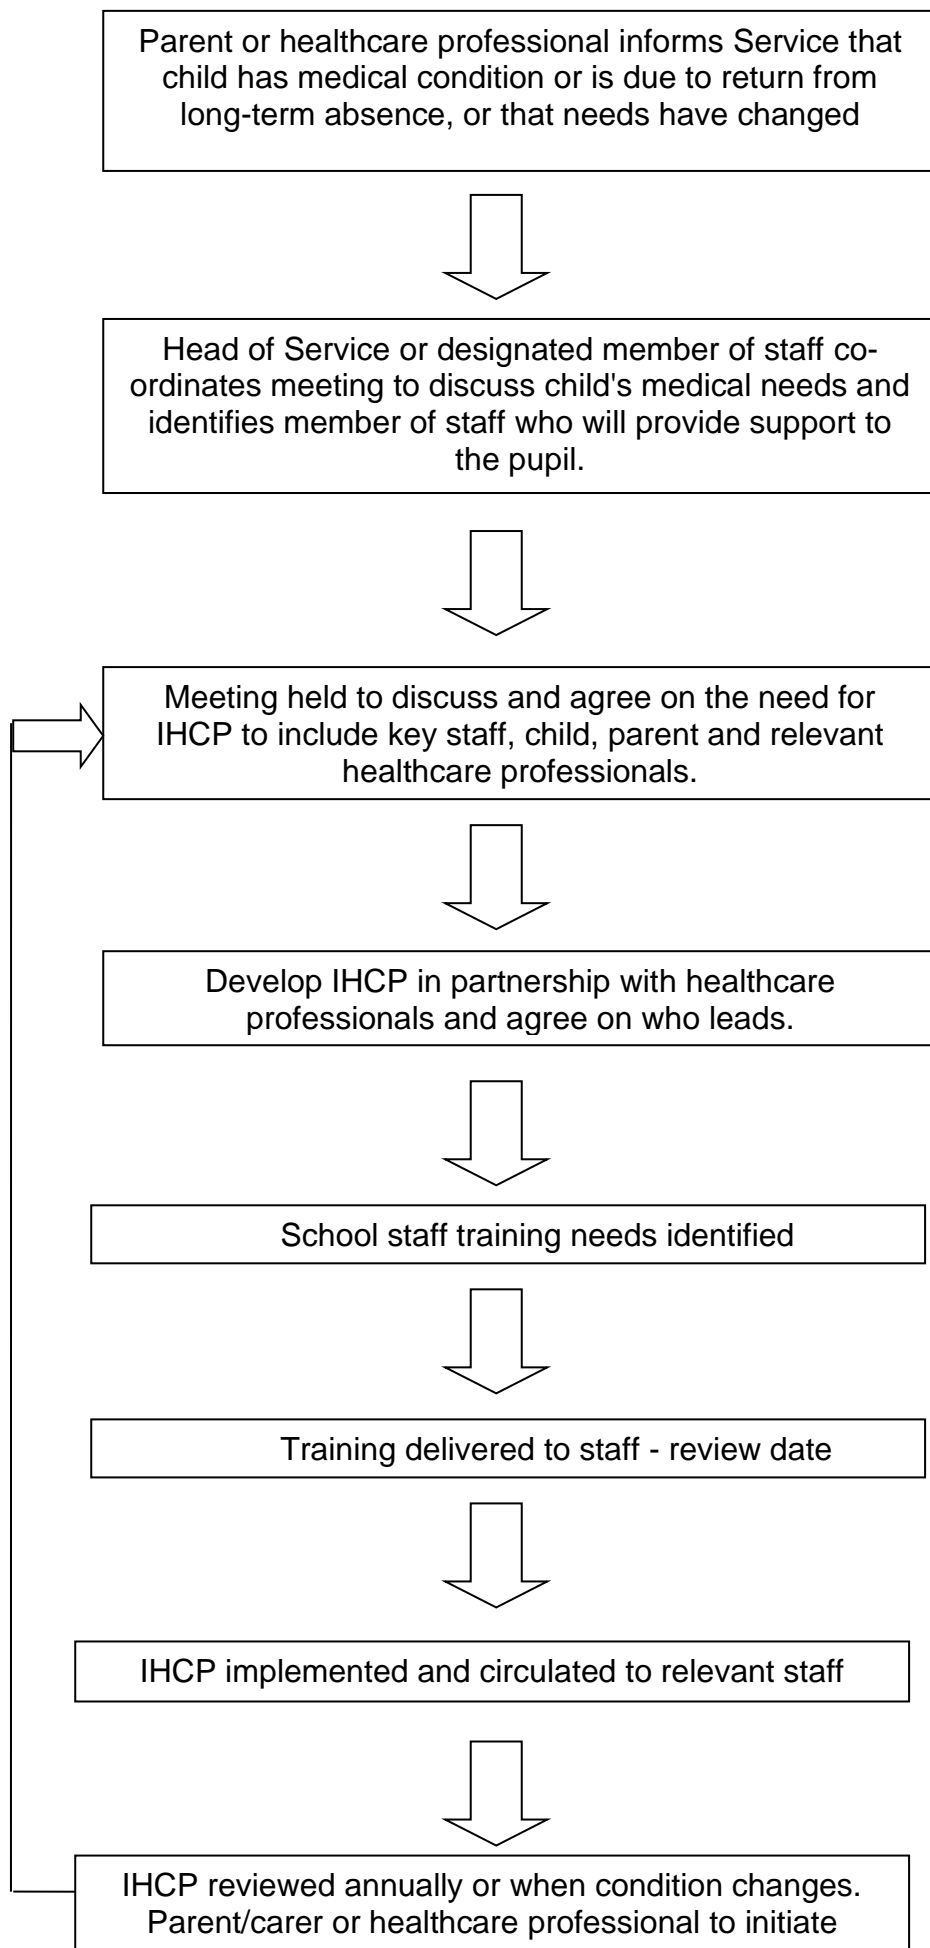 Parent or healthcare professional informs Service that
child has medical condition or is due to return from
long-term absence, or that needs have changed
Head of Service or designated member of staff co-
ordinates meeting to discuss child's medical needs and
identifies member of staff who will provide support to
the pupil.
Meeting held to discuss and agree on the need for
IHCP to include key staff, child, parent and relevant
healthcare professionals.
Develop IHCP in partnership with healthcare
professionals and agree on who leads.
School staff training needs identified
Training delivered to staff - review date
IHCP implemented and circulated to relevant staff
IHCP reviewed annually or when condition changes.
Parent/carer or healthcare professional to initiate